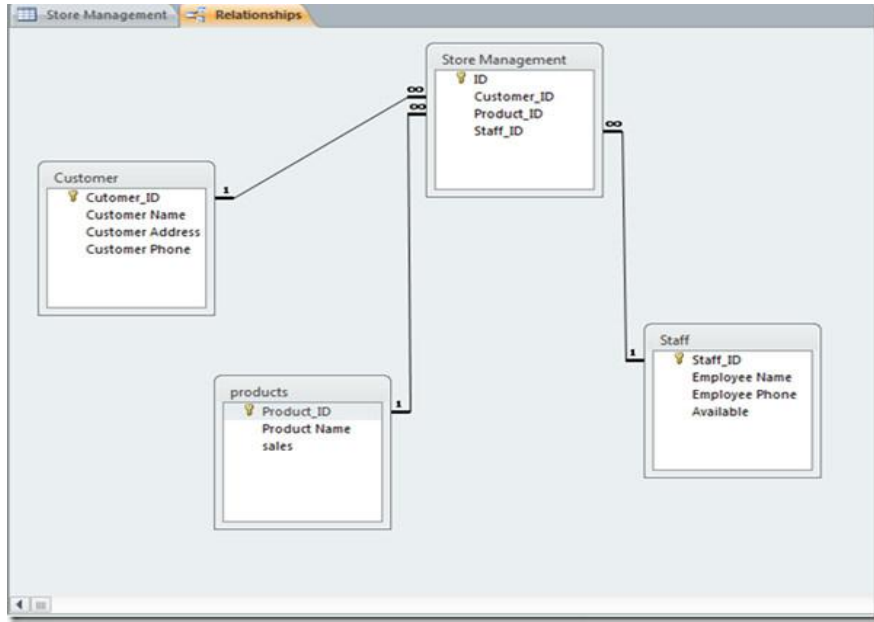 Store Management
Relationships
Store Management
ID
Customer_ID
Product_ID
Staff_ID
∞
∞
∞
Customer
Cutomer_ID
Customer Name
Customer Address
Customer Phone
1
products
Product_ID
Product Name
sales
1
Staff
Staff_ID
Employee Name
Employee Phone
Available
1